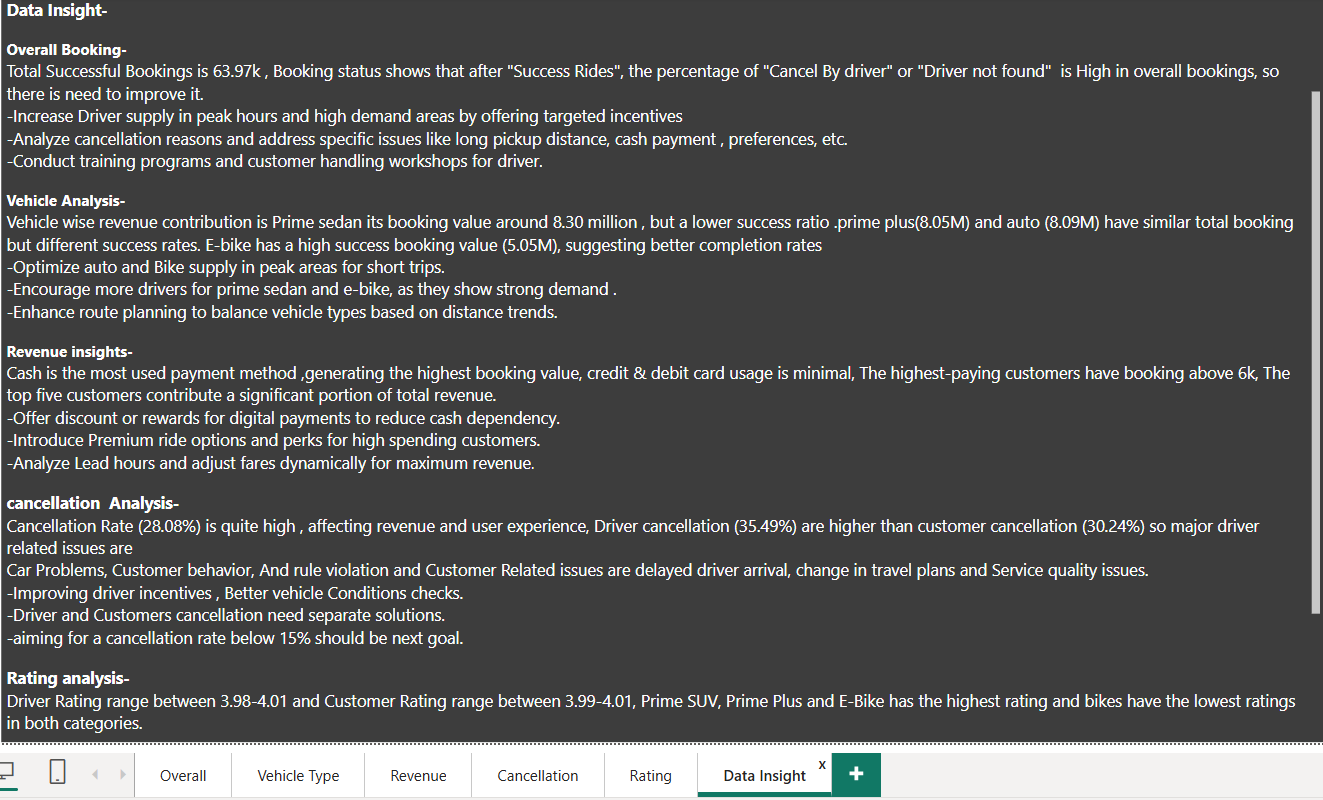 Data Insight-
Overall Booking-
Total Successful Bookings is 63.97k , Booking status shows that after "Success Rides", the percentage of "Cancel By driver" or "Driver not found"  is High in overall bookings, so
there is need to improve it.
-Increase Driver supply in peak hours and high demand areas by offering targeted incentives
-Analyze cancellation reasons and address specific issues like long pickup distance, cash payment , preferences, etc.
-Conduct training programs and customer handling workshops for driver.
Vehicle Analysis-
Vehicle wise revenue contribution is Prime sedan its booking value around 8.30 million , but a lower success ratio .prime plus(8.05M) and auto (8.09M) have similar total booking
but different success rates. E-bike has a high success booking value (5.05M), suggesting better completion rates
-Optimize auto and Bike supply in peak areas for short trips.
-Encourage more drivers for prime sedan and e-bike, as they show strong demand .
-Enhance route planning to balance vehicle types based on distance trends.
Revenue insights-
Cash is the most used payment method ,generating the highest booking value, credit & debit card usage is minimal, The highest-paying customers have booking above 6k, The
top five customers contribute a significant portion of total revenue.
-Offer discount or rewards for digital payments to reduce cash dependency.
-Introduce Premium ride options and perks for high spending customers.
-Analyze Lead hours and adjust fares dynamically for maximum revenue.
cancellation  Analysis-
Cancellation Rate (28.08%) is quite high , affecting revenue and user experience, Driver cancellation (35.49%) are higher than customer cancellation (30.24%) so major driver
related issues are
Car Problems, Customer behavior, And rule violation and Customer Related issues are delayed driver arrival, change in travel plans and Service quality issues.
-Improving driver incentives , Better vehicle Conditions checks.
-Driver and Customers cancellation need separate solutions.
-aiming for a cancellation rate below 15% should be next goal.
Rating analysis-
Driver Rating range between 3.98-4.01 and Customer Rating range between 3.99-4.01, Prime SUV, Prime Plus and E-Bike has the highest rating and bikes have the lowest ratings
in both categories.
Overall Vehicle Type Revenue Cancellation Rating Data Insight x +